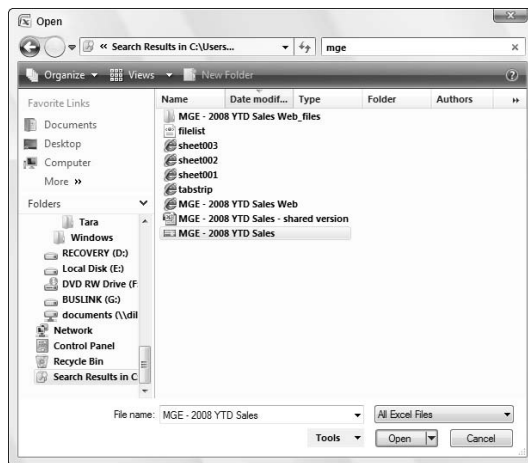 Open
« Search Results in C:\Users... mge
Organize Views New Folder
Favorite Links
Documents
Desktop
Computer
More »
Folders
Tara
Windows
RECOVERY (D:)
Local Disk (E:)
DVD RW Drive (F
BUSLINK (G:)
documents (\\dil
Network
Control Panel
Recycle Bin
Search Results in C
Name Date modif... Type Folder Authors »
MGE - 2008 YTD Sales Web_files
filelist
sheet003
sheet002
sheet001
tabstrip
MGE - 2008 YTD Sales Web
MGE - 2008 YTD Sales - shared version
MGE - 2008 YTD Sales
File name: MGE - 2008 YTD Sales All Excel Files
Tools Open Cancel